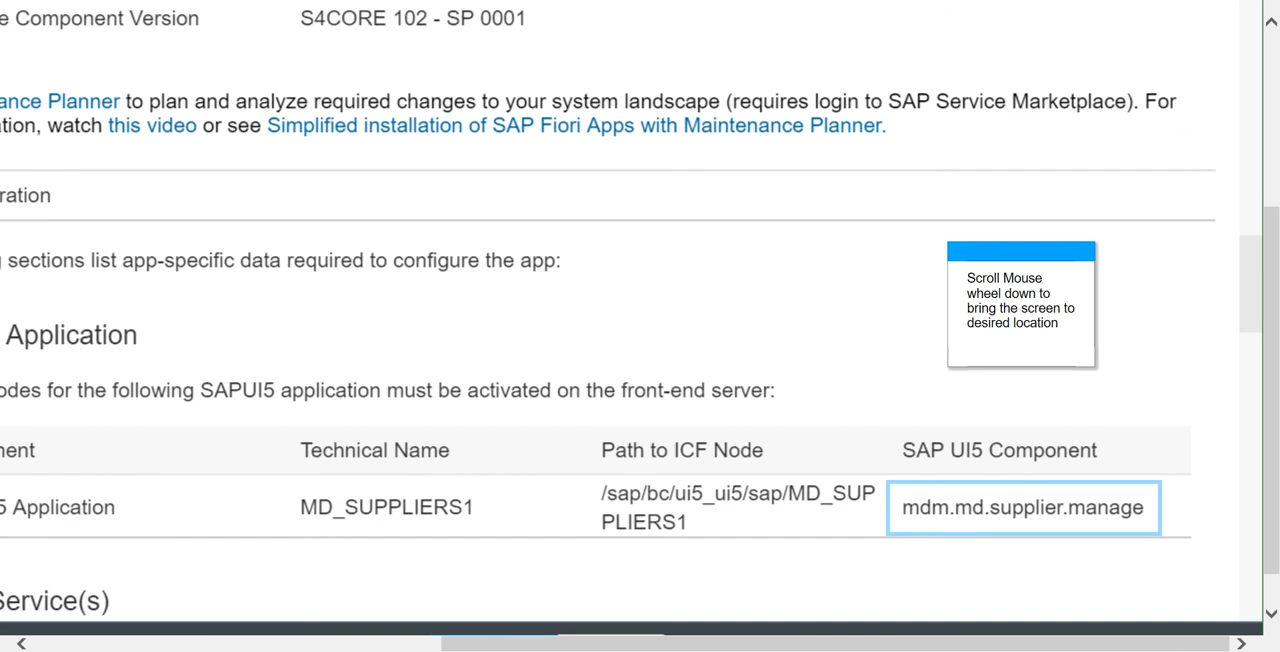 e Component Version S4CORE 102 - SP 0001
ance Planner to plan and analyze required changes to your system landscape (requires login to SAP Service Marketplace). For
tion, watch this video or see Simplified installation of SAP Fiori Apps with Maintenance Planner.
ration
sections list app-specific data required to configure the app:
Scroll Mouse
wheel down to
bring the screen to
desired location
Application
odes for the following SAPUI5 application must be activated on the front-end server:
nent Technical Name Path to ICF Node SAP UI5 Component
5 Application MD_SUPPLIERS1 /sap/bc/ui5_ui5/sap/MD_SUP
PLIERS1 mdm.md.supplier.manage
Service(s)